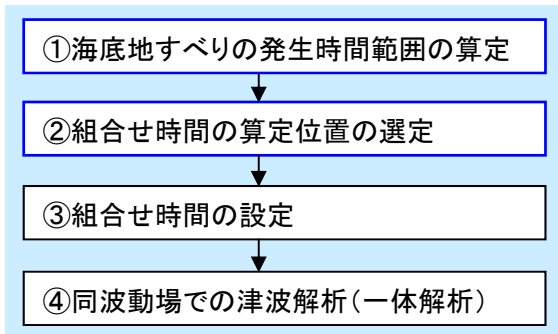 ①海底地すべりの発生時間範囲の算定
②組合せ時間の算定位置の選定
③組合せ時間の設定
④同波動場での津波解析(一体解析)